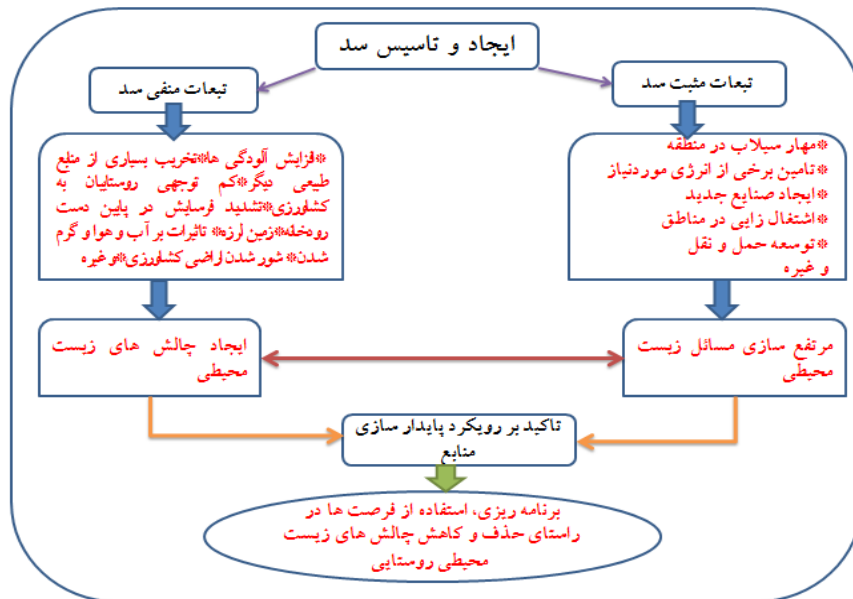 ایجاد و تاسیس سد
تبعات مثبت سد
تبعات منفی سد
*مهار سیلاب در منطقه
*تامین برخی از انرژی موردنیاز
*ایجاد صنایع جدید
*اشتغال زایی در مناطق
*توسعه حمل و نقل
و غیره
*افزایش آلودگی ها*تخریب بسیاری از منابع
طبیعی دیگر*کم توجهی روستاییان به
کشاورزی*تشدید فرسایش در پایین دست
رودخانه*زمین لرزه* تاثیرات بر آب و هوا و گرم
شدن* شور شدن اراضی کشاورزی*و غیره
مرتفع سازی مسائل زیست
محیطی
ایجاد چالش های زیست
محیطی
تاکید بر رویکرد پایدار سازی
منابع
برنامه ریزی، استفاده از فرصت ها در
راستای حذف و کاهش چالش های زیست
محیطی روستایی